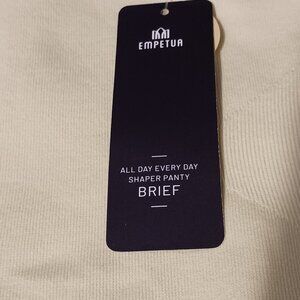 EMPETUA
ALL DAY EVERY DAY
SHAPER PANTY
BRIEF